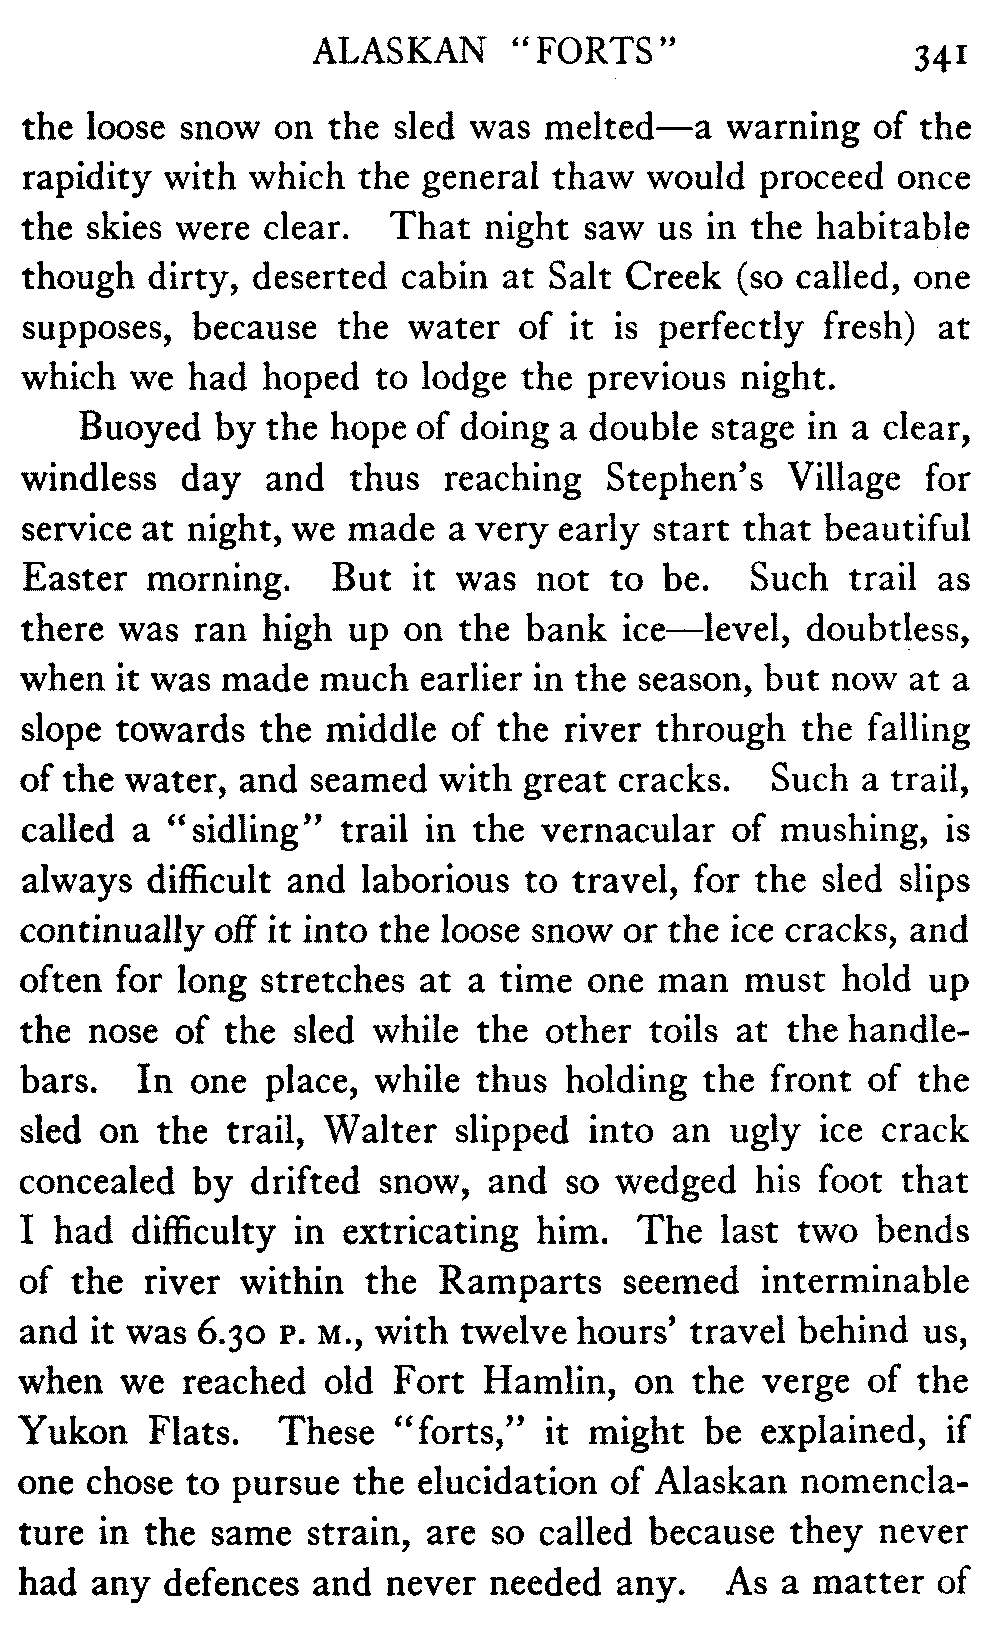 ALASKAN "FORTS" 341
the loose snow on the sled was melted—a warning of the
rapidity with which the general thaw would proceed once
the skies were clear. That night saw us in the habitable
though dirty, deserted cabin at Salt Creek (so called, one
supposes, because the water of it is perfectly fresh) at
which we had hoped to lodge the previous night.
Buoyed by the hope of doing a double stage in a clear,
windless day and thus reaching Stephen's Village for
service at night, we made a very early start that beautiful
Easter morning. But it was not to be. Such trail as
there was ran high up on the bank ice—level, doubtless,
when it was made much earlier in the season, but now at a
slope towards the middle of the river through the falling
of the water, and seamed with great cracks. Such a trail,
called a "sidling" trail in the vernacular of mushing, is
always difficult and laborious to travel, for the sled slips
continually off it into the loose snow or the ice cracks, and
often for long stretches at a time one man must hold up
the nose of the sled while the other toils at the handle-
bars. In one place, while thus holding the front of the
sled on the trail, Walter slipped into an ugly ice crack
concealed by drifted snow, and so wedged his foot that
I had difficulty in extricating him. The last two bends
of the river within the Ramparts seemed interminable
and it was 6.30 P. M., with twelve hours' travel behind us,
when we reached old Fort Hamlin, on the verge of the
Yukon Flats. These "forts," it might be explained, if
one chose to pursue the elucidation of Alaskan nomencla-
ture in the same strain, are so called because they never
had any defences and never needed any. As a matter of